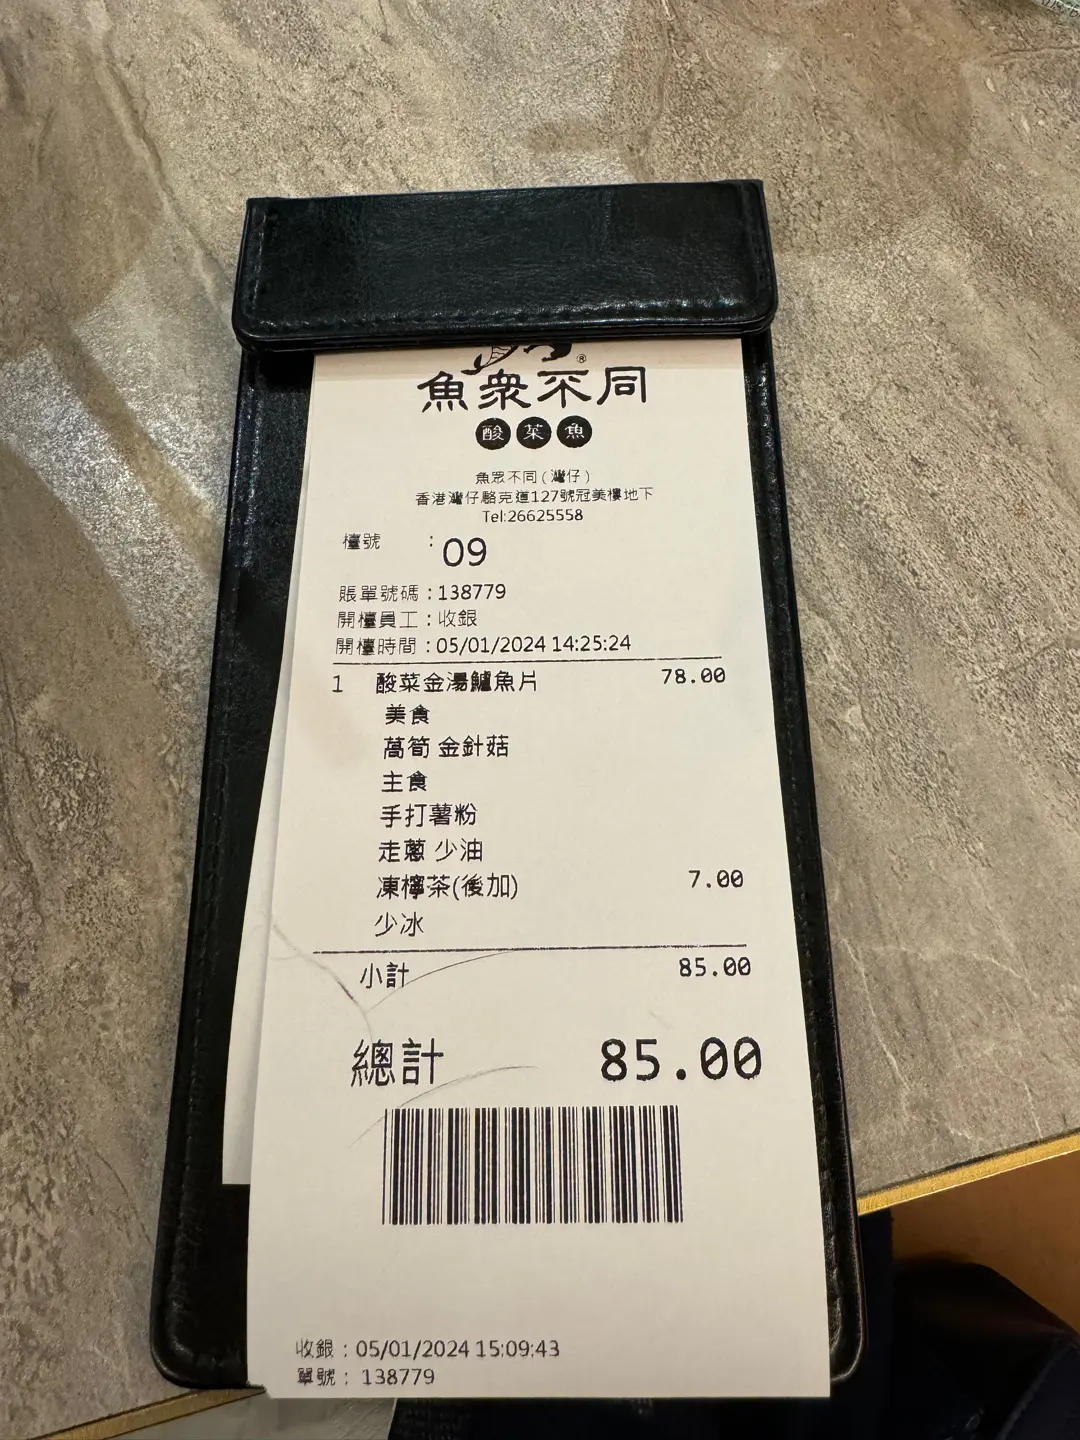 ®
魚衆不同
酸菜魚
魚眾不同(灣仔)
香港灣仔駱克道127號冠美樓地下
Tel:26625558
檯號 : 09
賬單號碼：138779
開檯員工：收銀
開檯時間：05/01/2024 14:25:24
1 酸菜金湯鱸魚片 78.00
美食
萵筍 金針菇
主食
手打薯粉
走蔥 少油
凍檸茶(後加) 7.00
少冰
小計 85.00
總計 85.00
收銀：05/01/2024 15:09:43
單號：138779